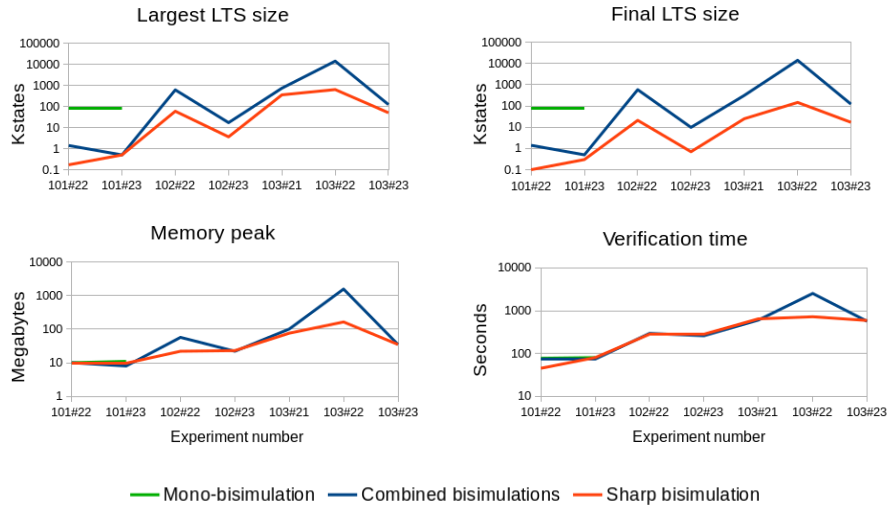 Largest LTS size
Kstates
100000
10000
1000
100
10
1
0.1
101#22 101#23 102#22 102#23 103#21 103#22 103#23
Final LTS size
Kstates
100000
10000
1000
100
10
1
0.1
101#22 101#23 102#22 102#23 103#21 103#22 103#23
Memory peak
Megabytes
10000
1000
100
10
1
101#22 101#23 102#22 102#23 103#21 103#22 103#23
Experiment number
Verification time
Seconds
10000
1000
100
10
101#22 101#23 102#22 102#23 103#21 103#22 103#23
Experiment number
Mono-bisimulation Combined bisimulations Sharp bisimulation